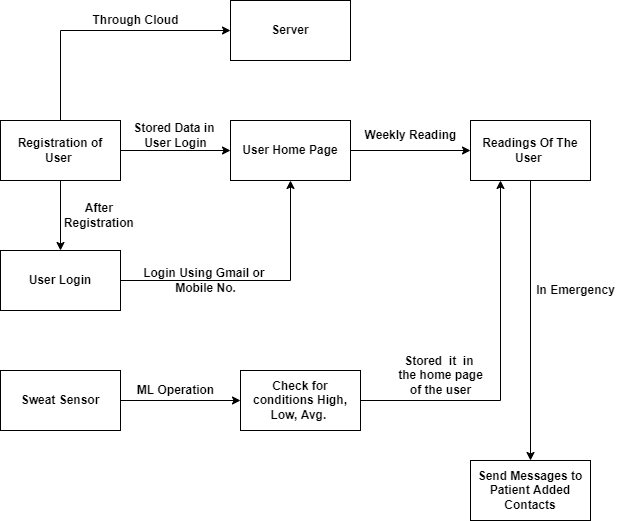 Through Cloud
Server
Registration of
User
Stored Data in
User Login
User Home Page
Weekly Reading
Readings Of The
User
After
Registration
User Login
Login Using Gmail or
Mobile No.
In Emergency
Sweat Sensor
ML Operation
Check for
conditions High,
Low, Avg.
Stored it in
the home page
of the user
Send Messages to
Patient Added
Contacts